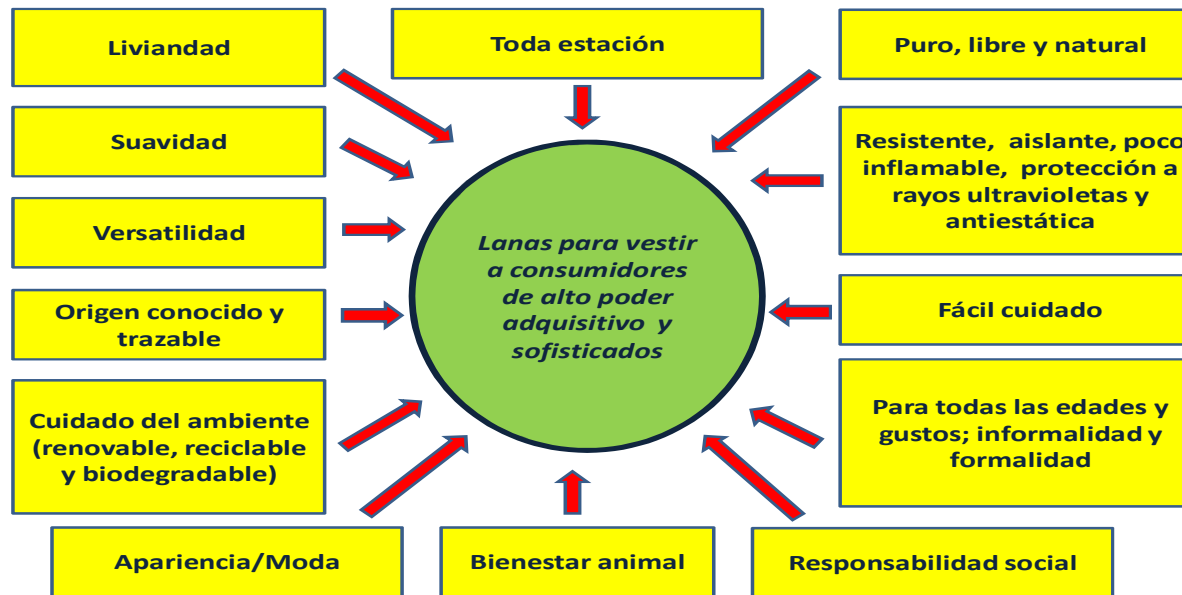 Liviandad
Toda estación
Puro, libre y natural
Suavidad
Resistente, aislante, poco
inflamable, protección a
rayos ultravioletas y
antiestática
Versatilidad
Lanas para vestir
a consumidores
de alto poder
adquisitivo y
sofisticados
Origen conocido y
trazable
Fácil cuidado
Cuidado del ambiente
(renovable, reciclable
y biodegradable)
Para todas las edades y
gustos; informalidad y
formalidad
Apariencia/Moda
Bienestar animal
Responsabilidad social